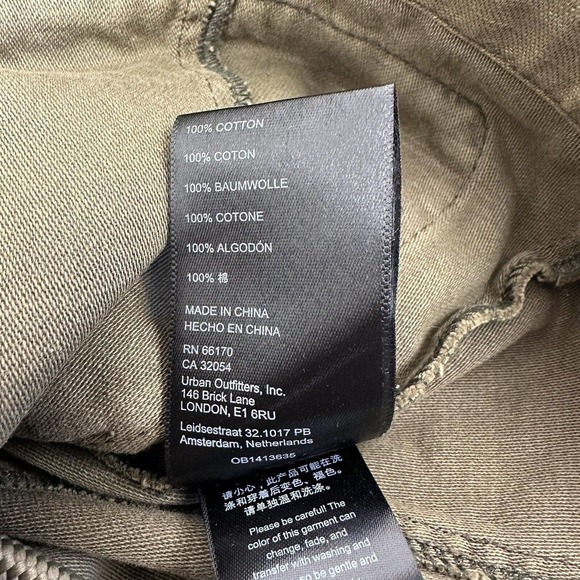 100% COTTON
100% COTON
100% BAUMWOLLE
100% COTONE
100% ALGODÓN
100% 棉
MADE IN CHINA
HECHO EN CHINA
RN 66170
CA 32054
Urban Outfitters, Inc.
146 Brick Lane
LONDON, E1 6RU
Leidsestraat 32.1017 PB
Amsterdam, Netherlands
OB1413635
请小心，此产品可能在洗
涤和穿着后变色、褪色。
请单独温和洗涤。
Please be careful! The
color of this garment can
change, fade, and
transfer with washing and
so be gentle and